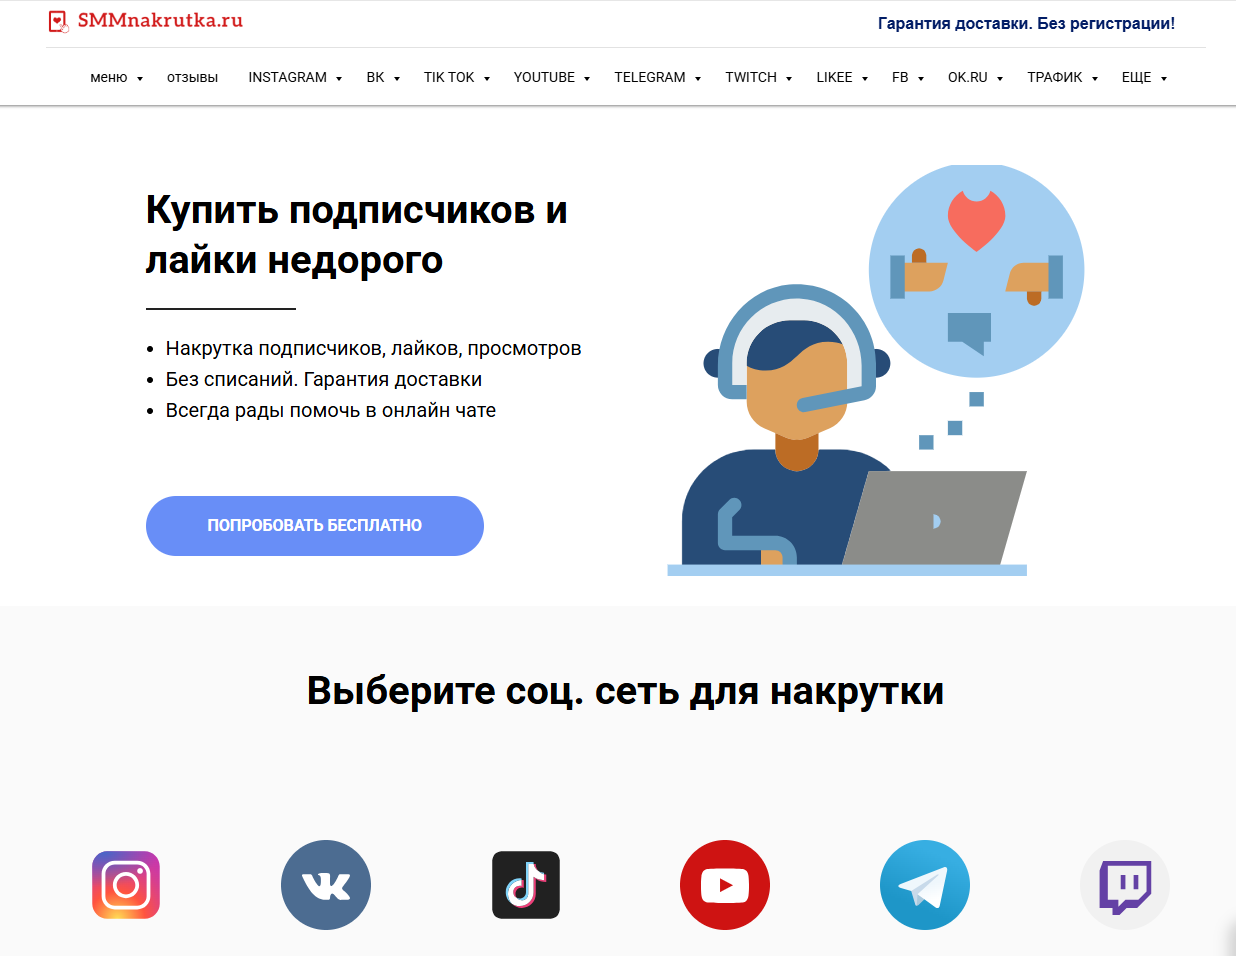 SMMnakrutka.ru
Гарантия доставки. Без регистрации!
меню отзывы INSTAGRAM ВК TIK TOK YOUTUBE TELEGRAM TWITCH LIKEE FB OK.RU ТРАФИК ЕЩЕ
Купить подписчиков и
лайки недорого
Накрутка подписчиков, лайков, просмотров
Без списаний. Гарантия доставки
Всегда рады помочь в онлайн чате
ПОПРОБОВАТЬ БЕСПЛАТНО
Выберите соц. сеть для накрутки